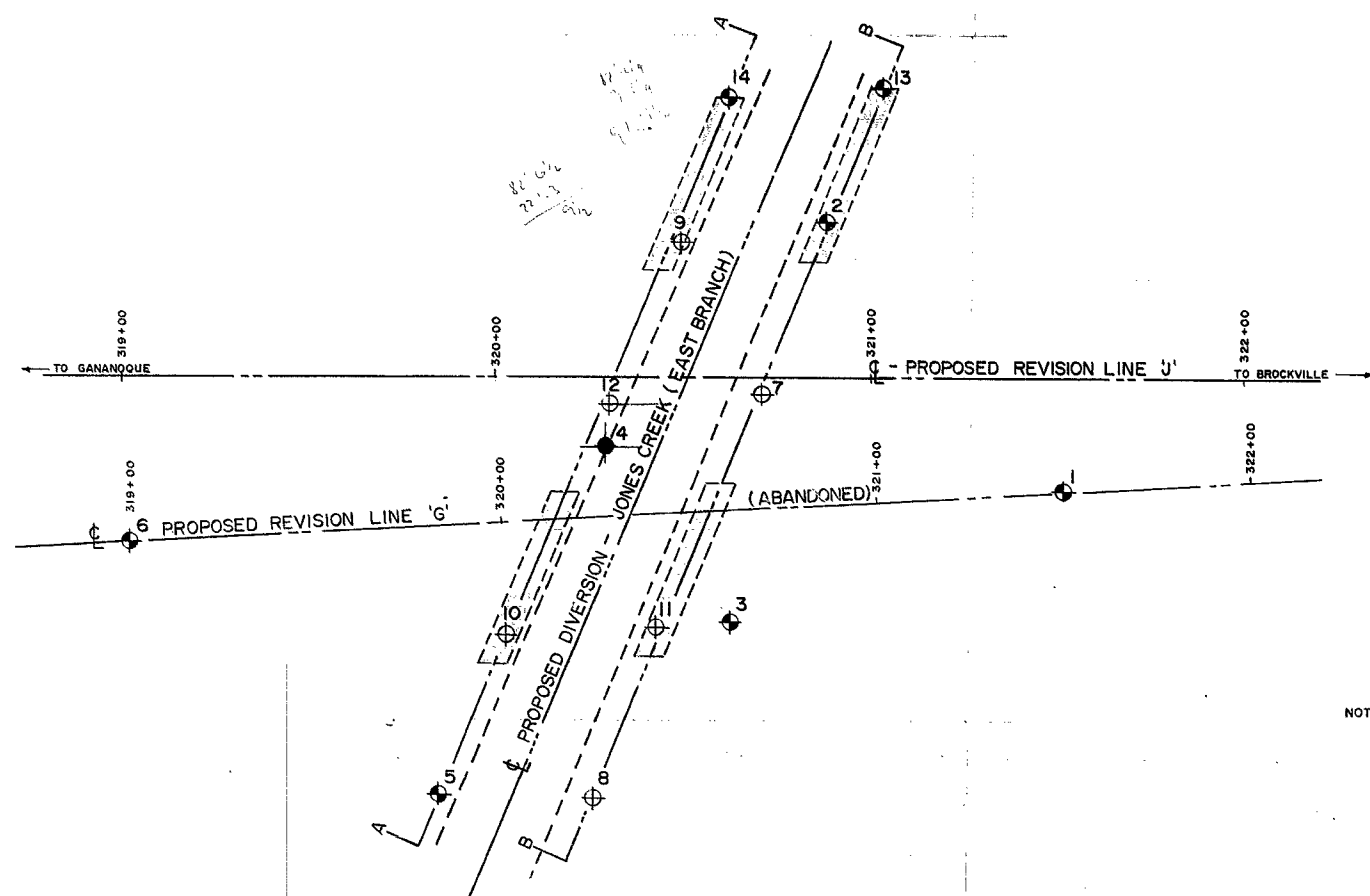 A
B
14
13
2
9
319+00
320+00
321+00
322+00
← TO GANANOQUE
℄ - PROPOSED REVISION LINE 'J'
TO BROCKVILLE →
12
7
4
℄ PROPOSED DIVERSION - JONES CREEK (EAST BRANCH)
319+00
320+00
321+00
322+00
(ABANDONED)
1
℄
6
PROPOSED REVISION LINE 'G'
10
11
3
NOT
5
8
A
B